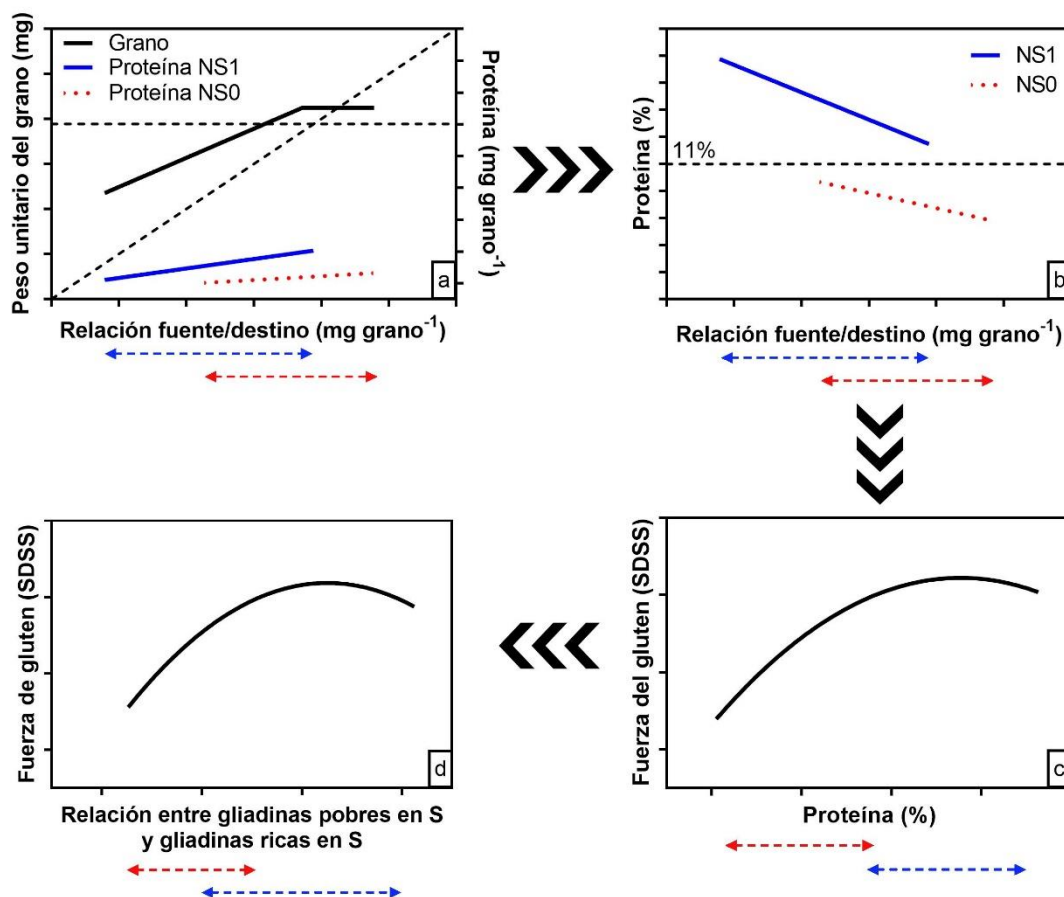 Peso unitario del grano (mg)
Grano
Proteína NS1
Proteína NS0
Proteína (mg grano⁻¹)
a
Relación fuente/destino (mg grano⁻¹)
Proteína (%)
NS1
NS0
11%
b
Relación fuente/destino (mg grano⁻¹)
Fuerza de gluten (SDSS)
d
Relación entre gliadinas pobres en S
y gliadinas ricas en S
Fuerza del gluten (SDSS)
c
Proteína (%)